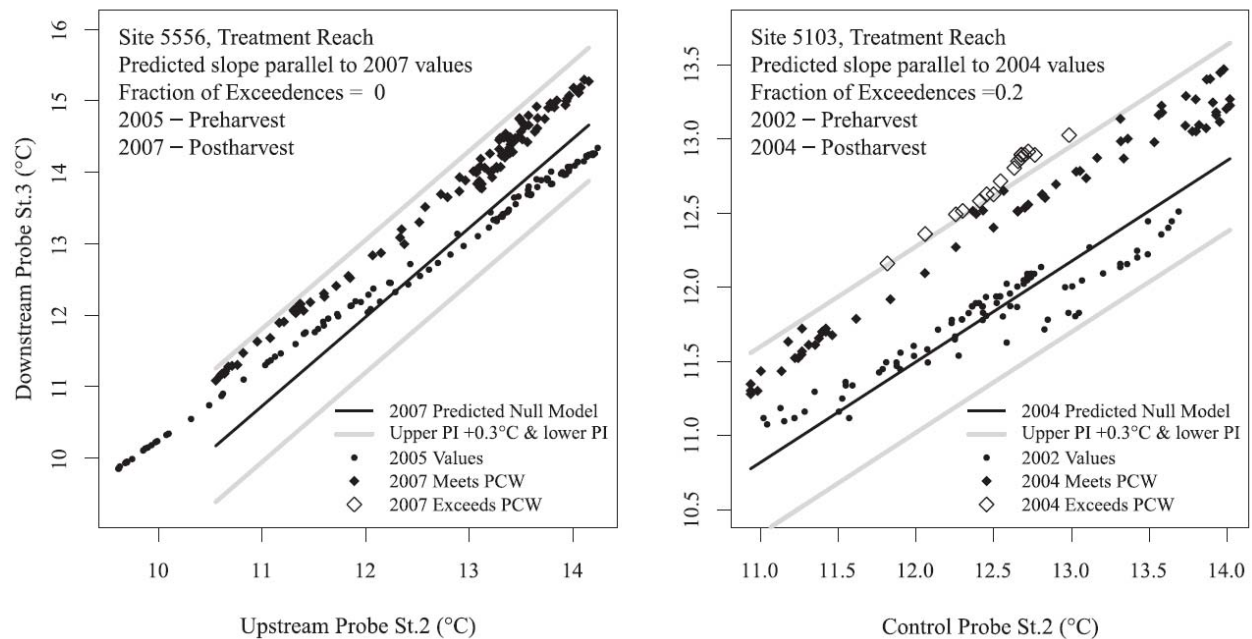 Site 5556, Treatment Reach
Predicted slope parallel to 2007 values
Fraction of Exceedences = 0
2005 – Preharvest
2007 – Postharvest
16
15
14
13
12
11
10
Downstream Probe St.3 (°C)
2007 Predicted Null Model
Upper PI +0.3°C & lower PI
2005 Values
2007 Meets PCW
2007 Exceeds PCW
10 11 12 13 14
Upstream Probe St.2 (°C)
Site 5103, Treatment Reach
Predicted slope parallel to 2004 values
Fraction of Exceedences =0.2
2002 – Preharvest
2004 – Postharvest
13.5
13.0
12.5
12.0
11.5
11.0
10.5
2004 Predicted Null Model
Upper PI +0.3°C & lower PI
2002 Values
2004 Meets PCW
2004 Exceeds PCW
11.0 11.5 12.0 12.5 13.0 13.5 14.0
Control Probe St.2 (°C)